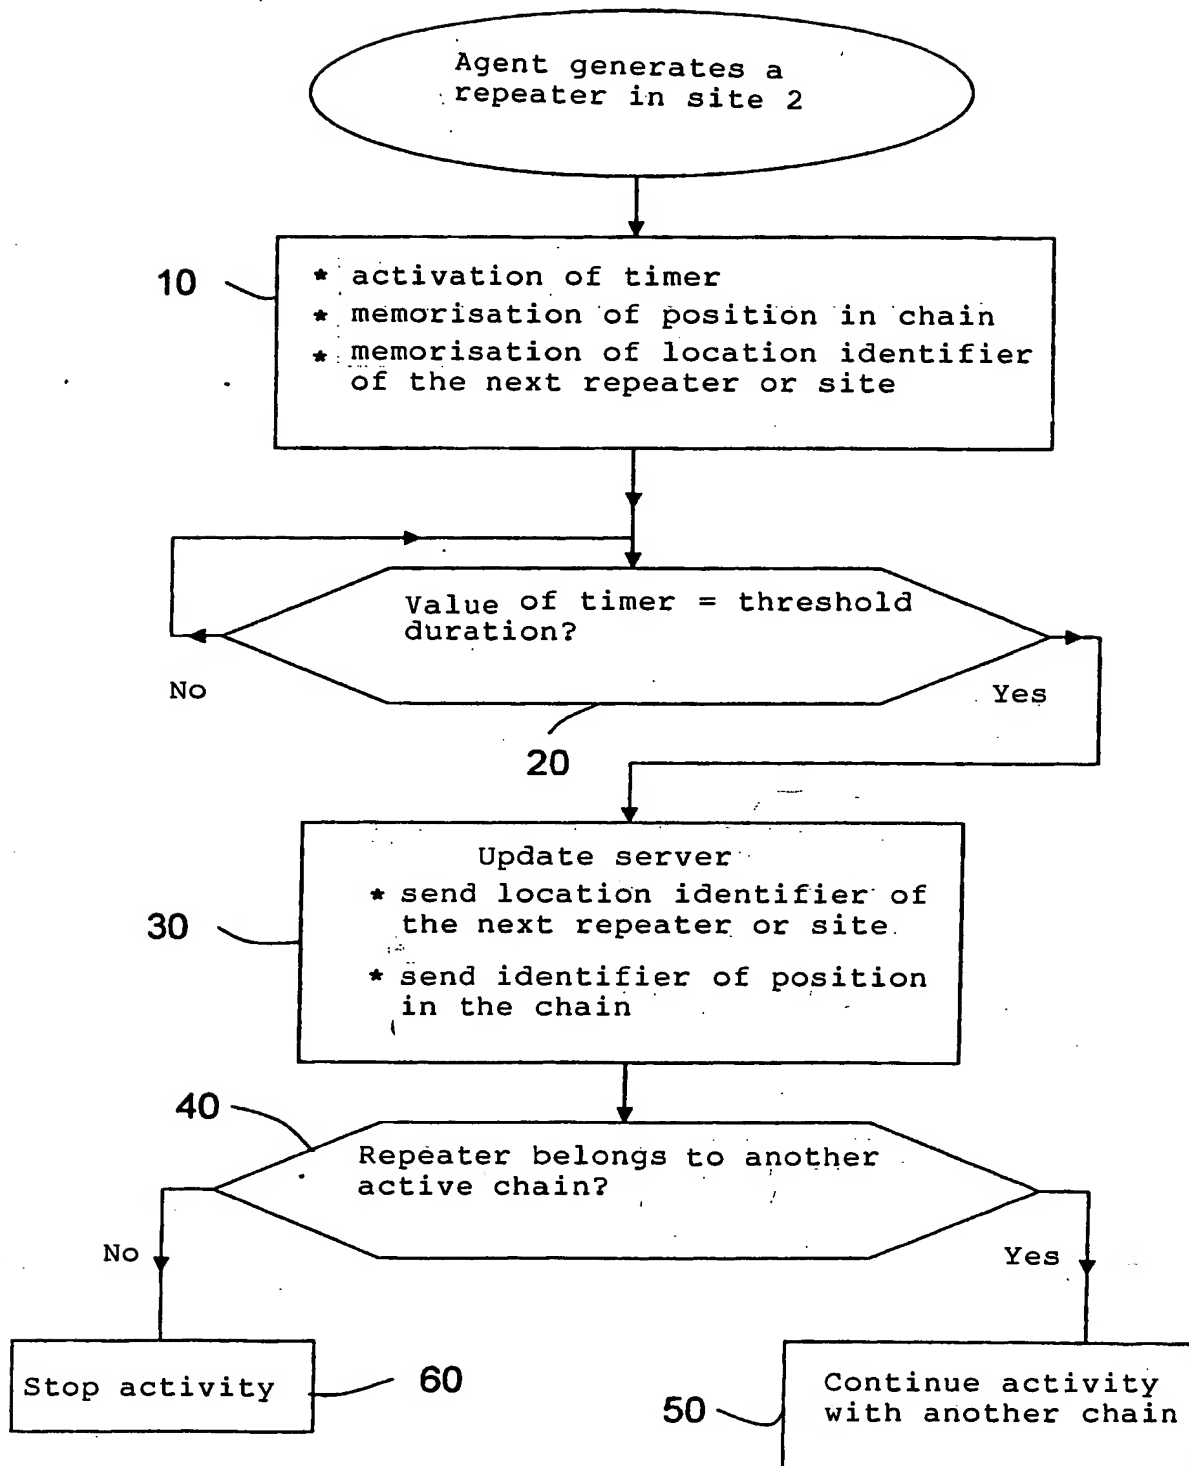 Agent generates a
repeater in site 2
10
* activation of timer
* memorisation of position in chain
* memorisation of location identifier
of the next repeater or site
Value of timer = threshold
duration?
No
Yes
20
Update server
30
* send location identifier of
the next repeater or site
* send identifier of position
in the chain
40
Repeater belongs to another
active chain?
No
Yes
Stop activity
60
50
Continue activity
with another chain